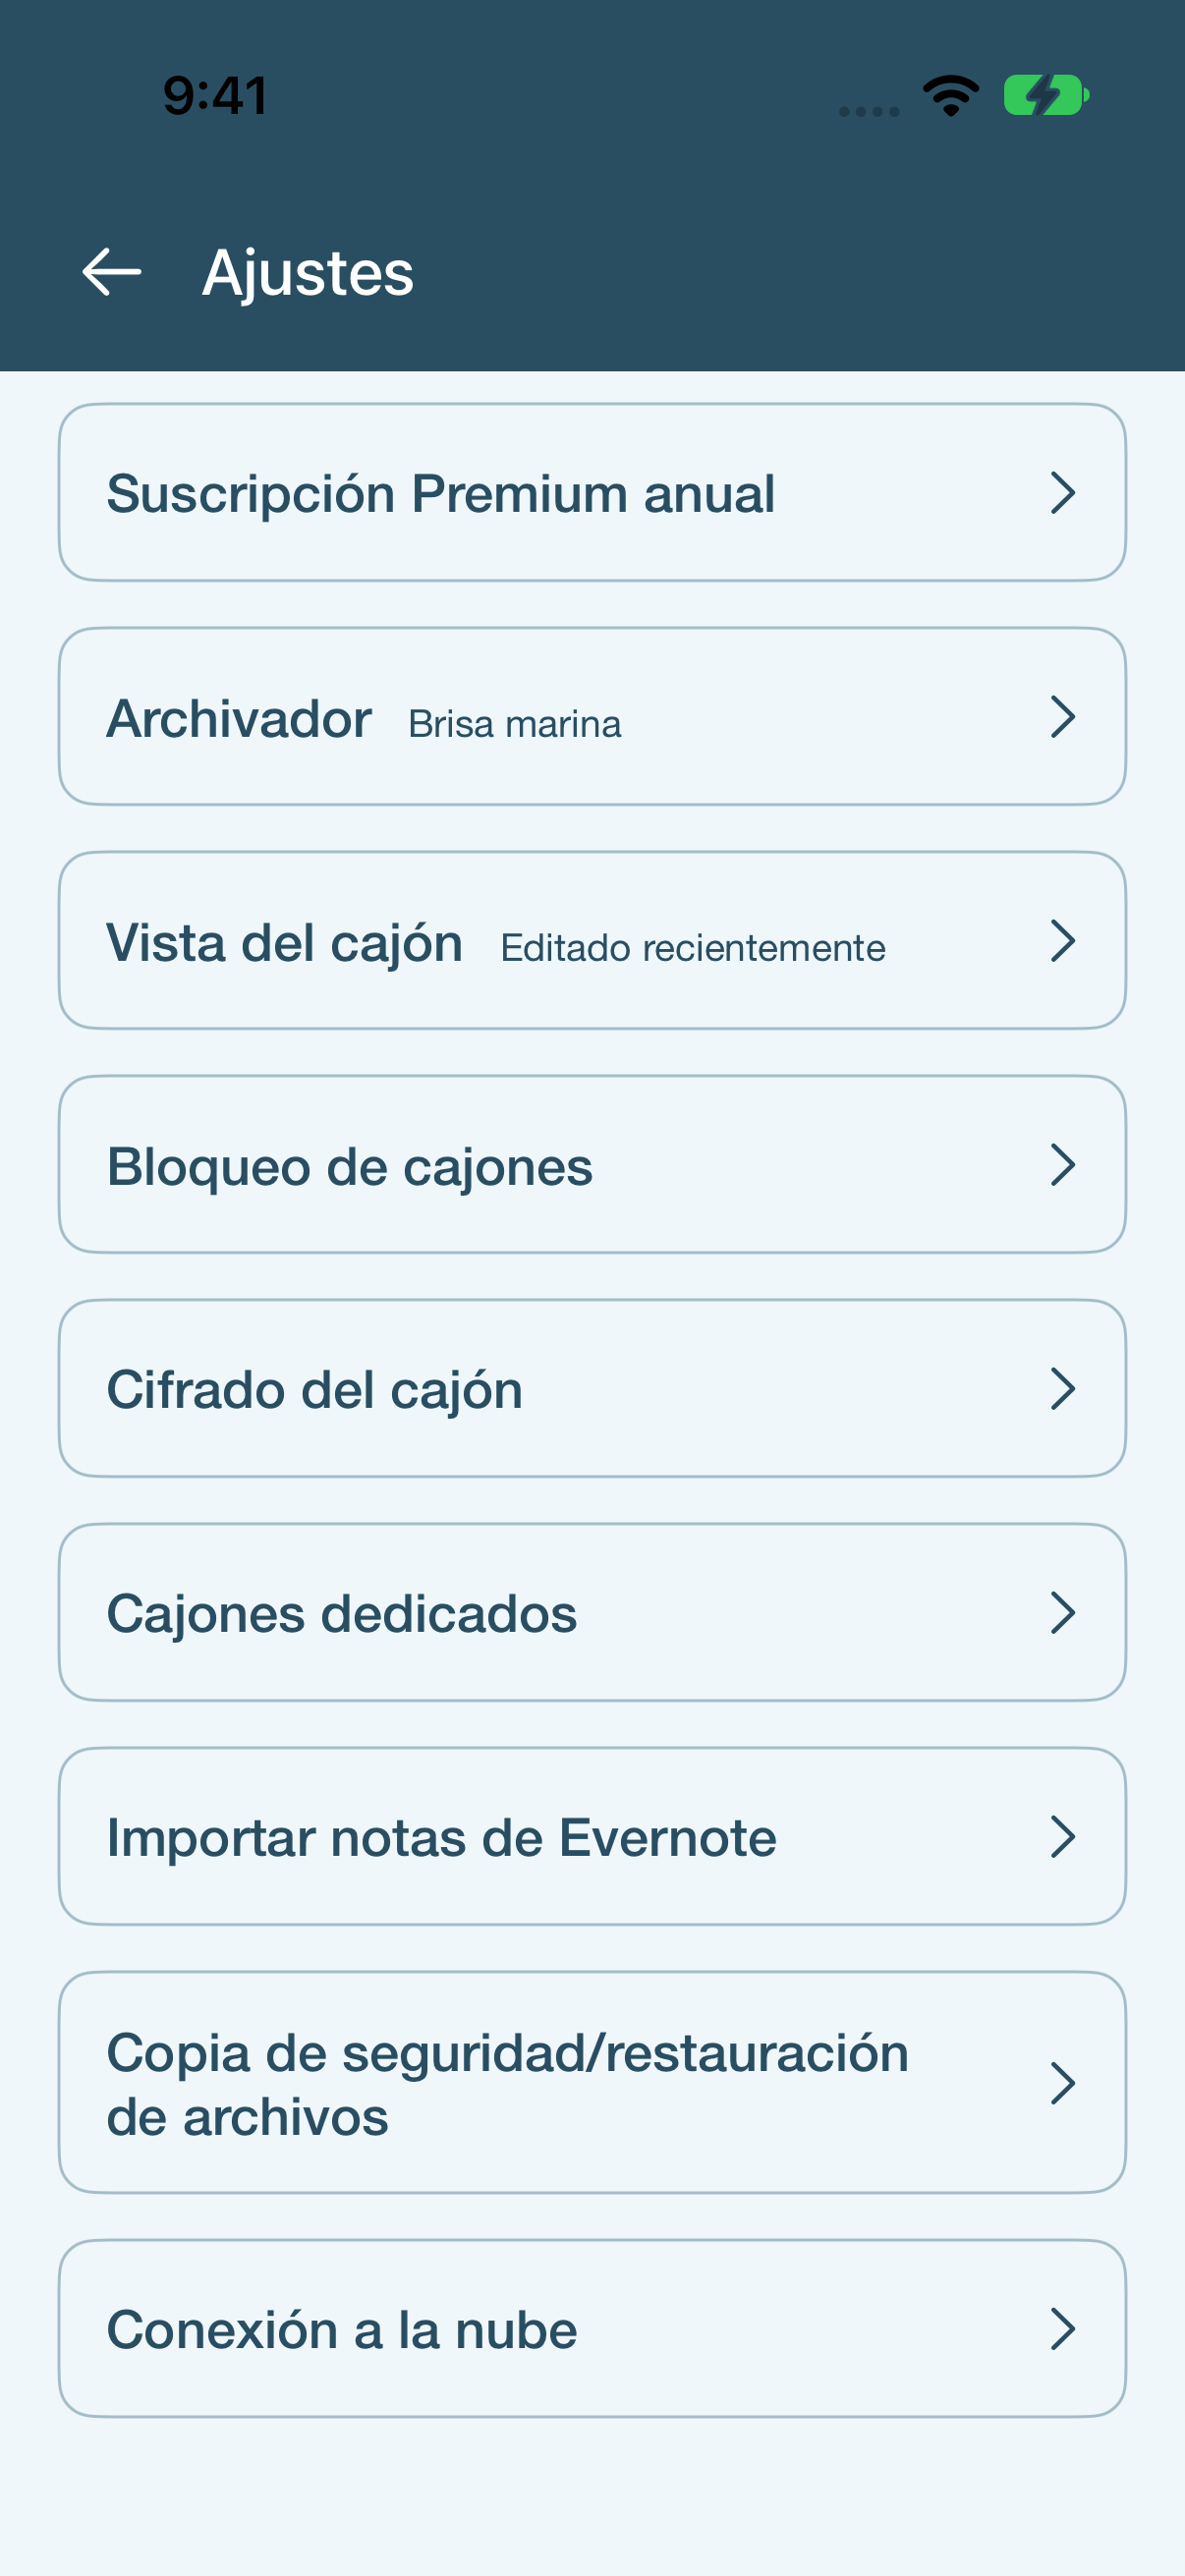 9:41
Ajustes
Suscripción Premium anual
Archivador Brisa marina
Vista del cajón Editado recientemente
Bloqueo de cajones
Cifrado del cajón
Cajones dedicados
Importar notas de Evernote
Copia de seguridad/restauración
de archivos
Conexión a la nube